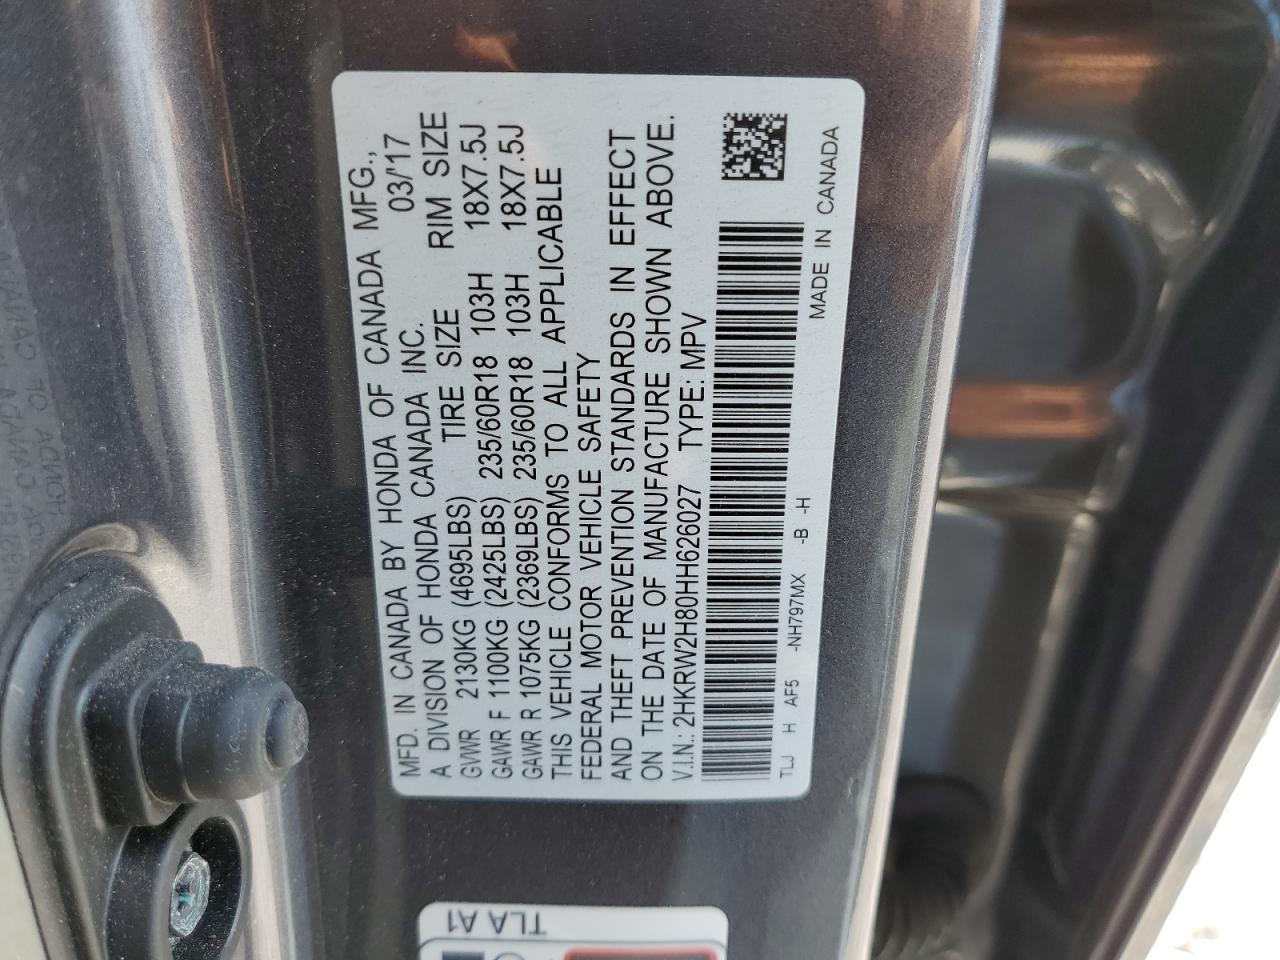 MFD. IN CANADA BY HONDA OF CANADA MFG.,
A DIVISION OF HONDA CANADA INC. 03/'17
GVWR 2130KG (4695LBS) TIRE SIZE RIM SIZE
GAWR F 1100KG (2425LBS) 235/60R18 103H 18X7.5J
GAWR R 1075KG (2369LBS) 235/60R18 103H 18X7.5J
THIS VEHICLE CONFORMS TO ALL APPLICABLE
FEDERAL MOTOR VEHICLE SAFETY
AND THEFT PREVENTION STANDARDS IN EFFECT
ON THE DATE OF MANUFACTURE SHOWN ABOVE.
V.I.N.: 2HKRW2H80HH626027 TYPE: MPV
TLJ H AF5 -NH797MX -B -H
MADE IN CANADA
TLA A1